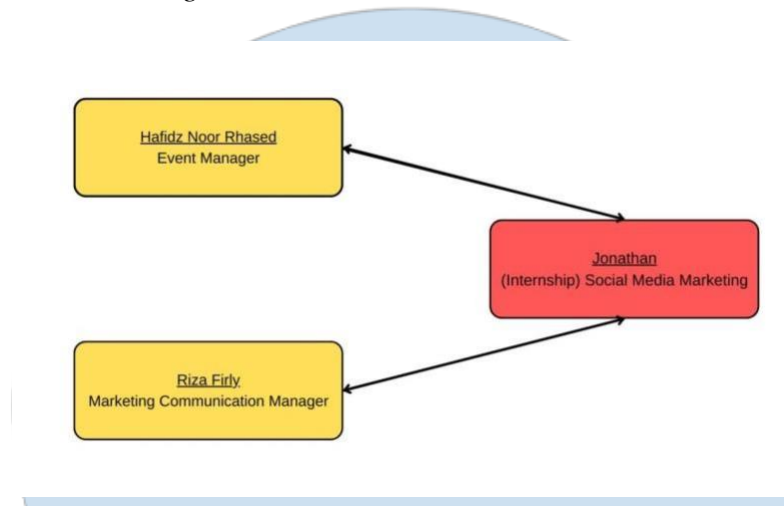 Hafidz Noor Rhased
Event Manager
Jonathan
(Internship) Social Media Marketing
Riza Firly
Marketing Communication Manager